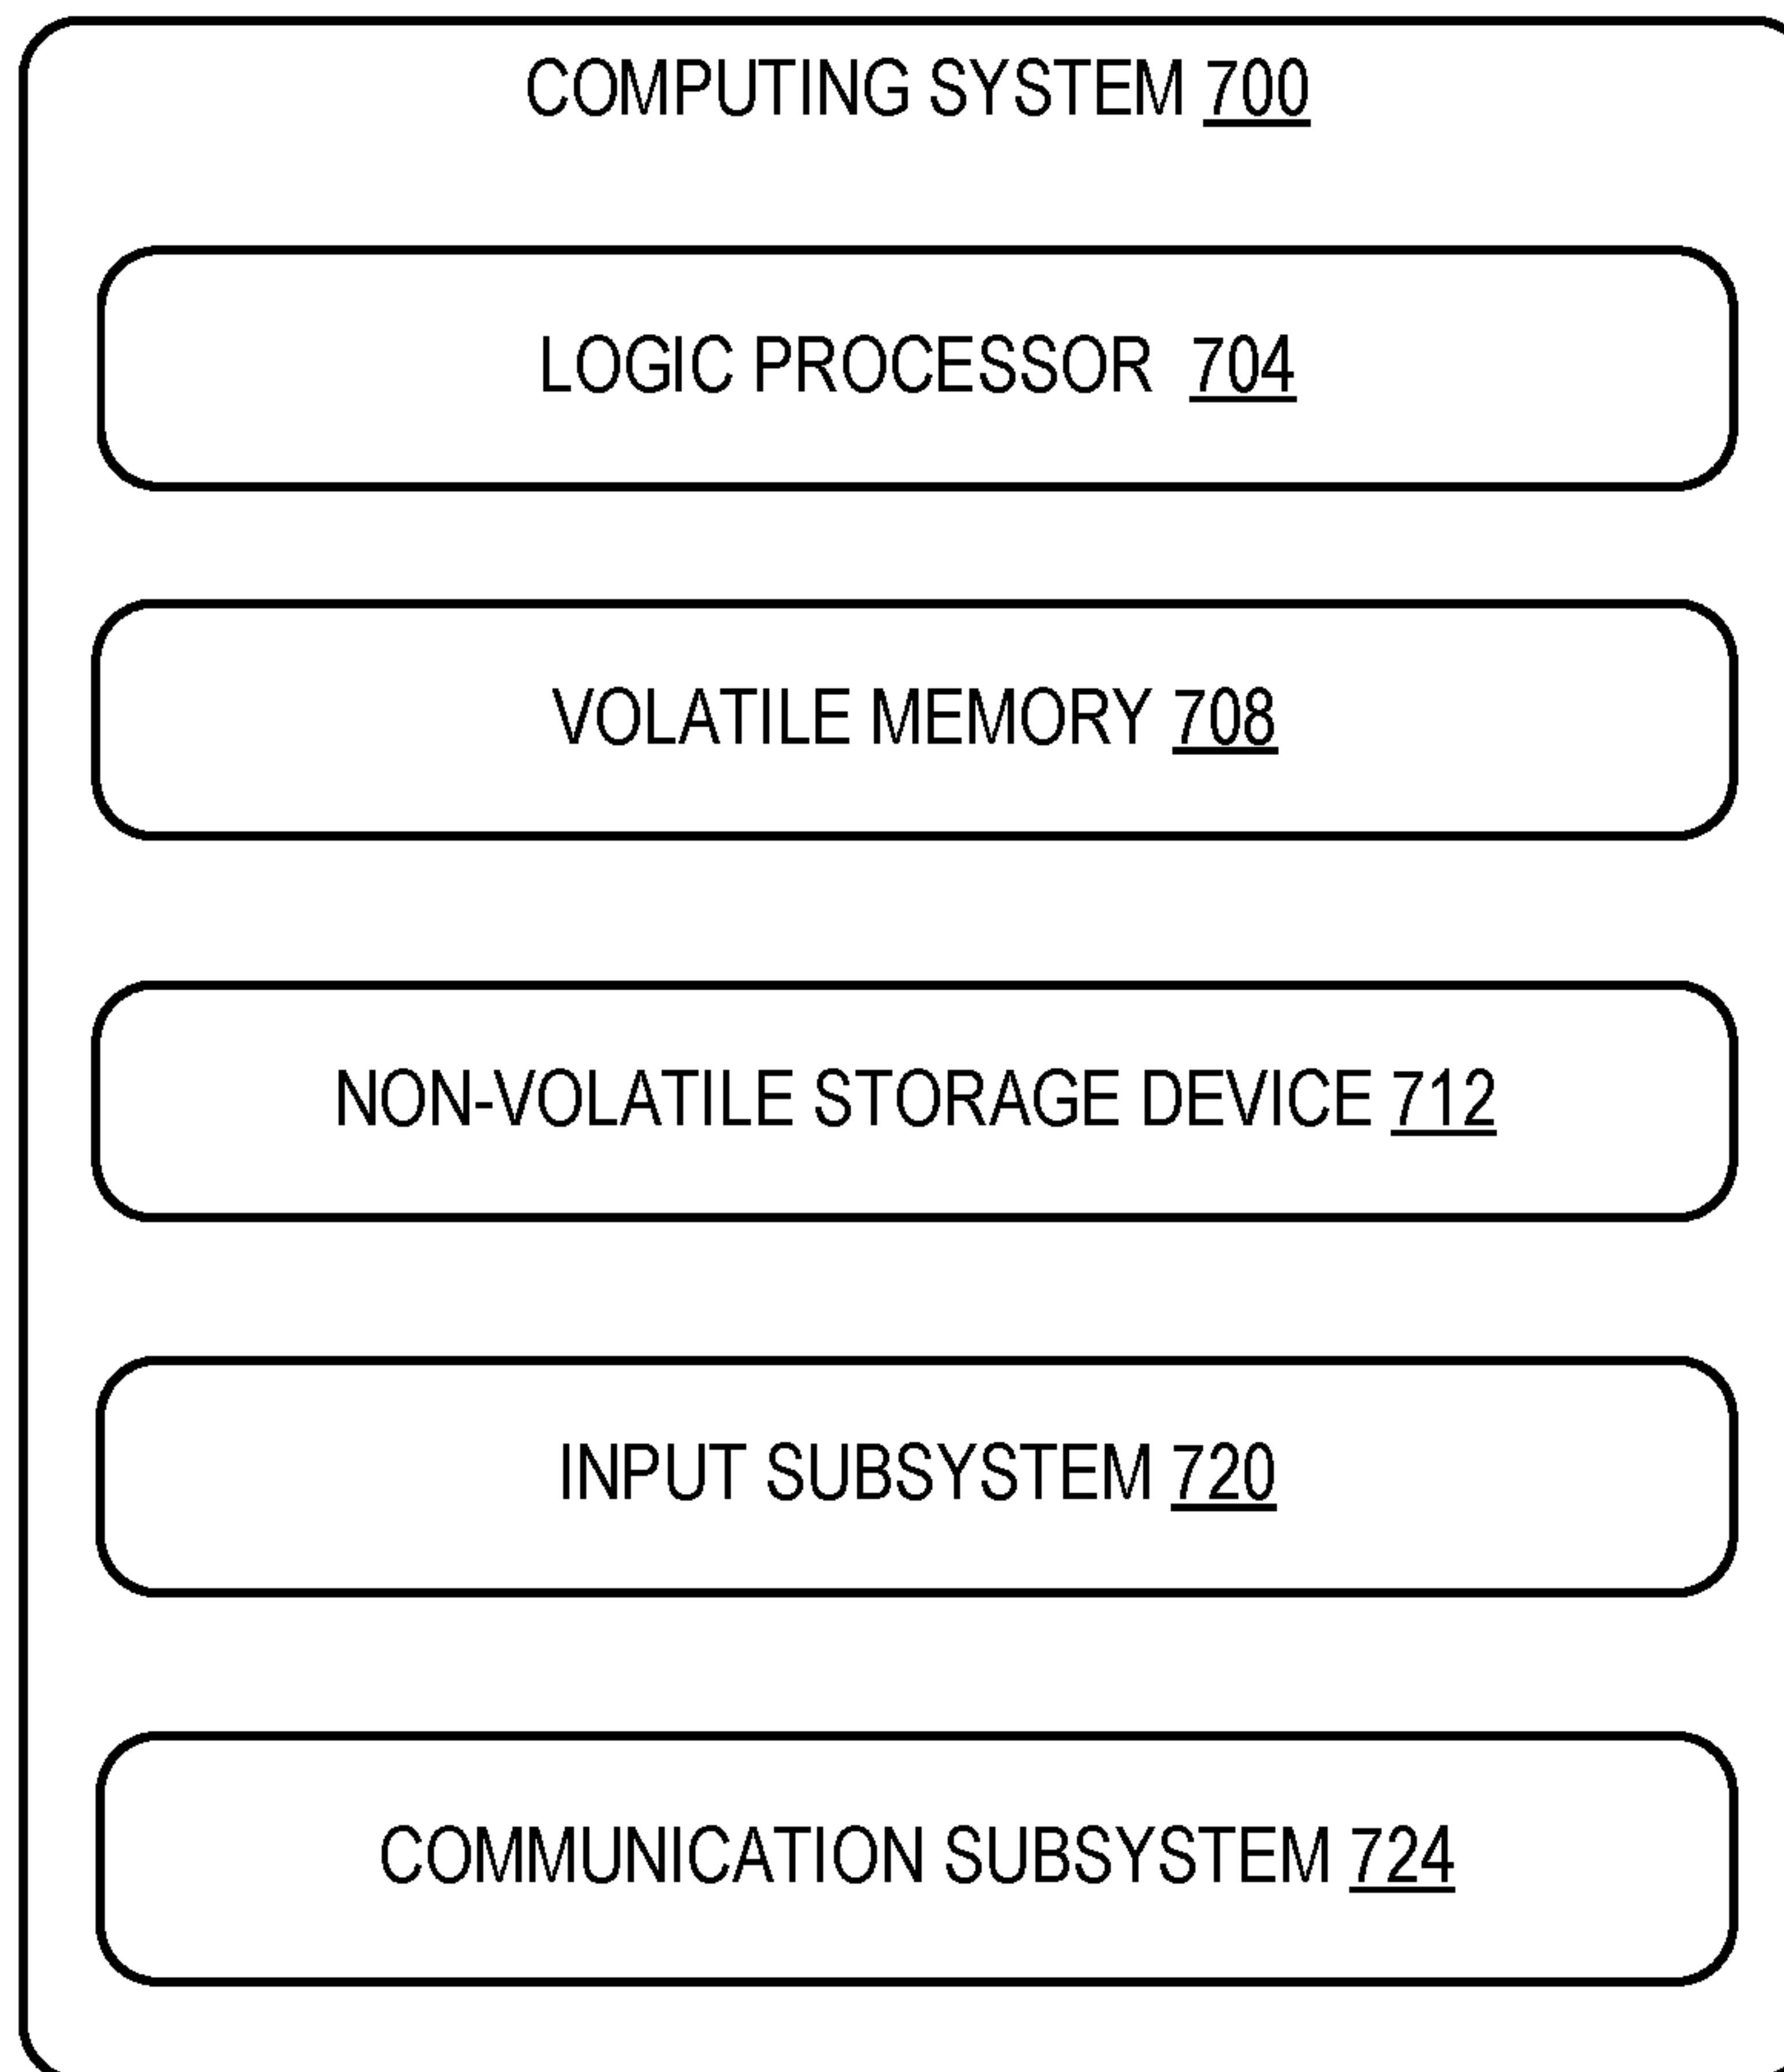 COMPUTING SYSTEM 700
LOGIC PROCESSOR 704
VOLATILE MEMORY 708
NON-VOLATILE STORAGE DEVICE 712
INPUT SUBSYSTEM 720
COMMUNICATION SUBSYSTEM 724